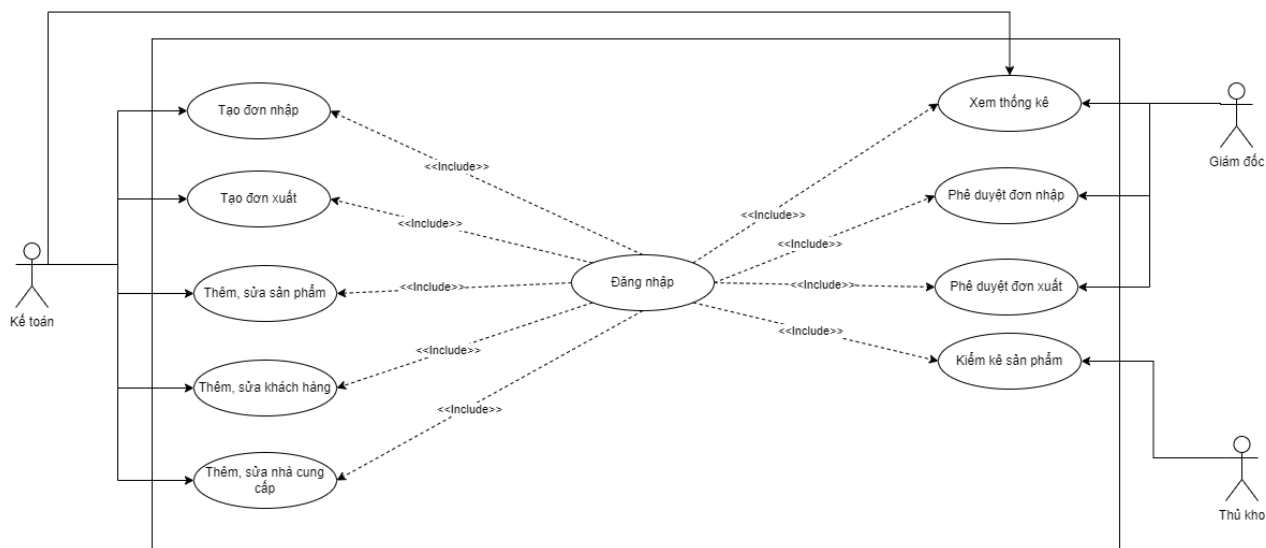 Tạo đơn nhập
Xem thống kê
Giám đốc
<<Include>>
Tạo đơn xuất
Phê duyệt đơn nhập
<<Include>>
<<Include>>
<<Include>>
Kế toán
Thêm, sửa sản phẩm
<<Include>>
Đăng nhập
<<Include>>
Phê duyệt đơn xuất
<<Include>>
<<Include>>
Kiểm kê sản phẩm
Thêm, sửa khách hàng
<<Include>>
Thêm, sửa nhà cung
cấp
Thủ kho